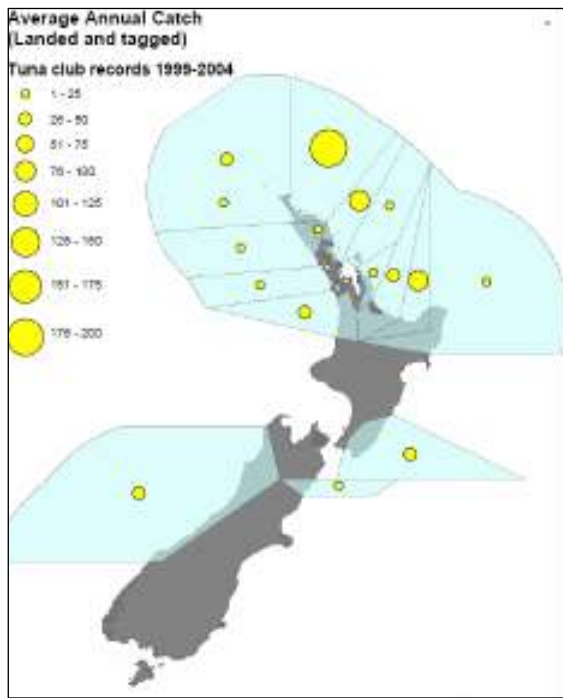 Average Annual Catch
(Landed and tagged)
Tuna club records 1999-2004
1 - 25
26 - 50
51 - 75
76 - 100
101 - 125
126 - 150
151 - 175
176 - 200